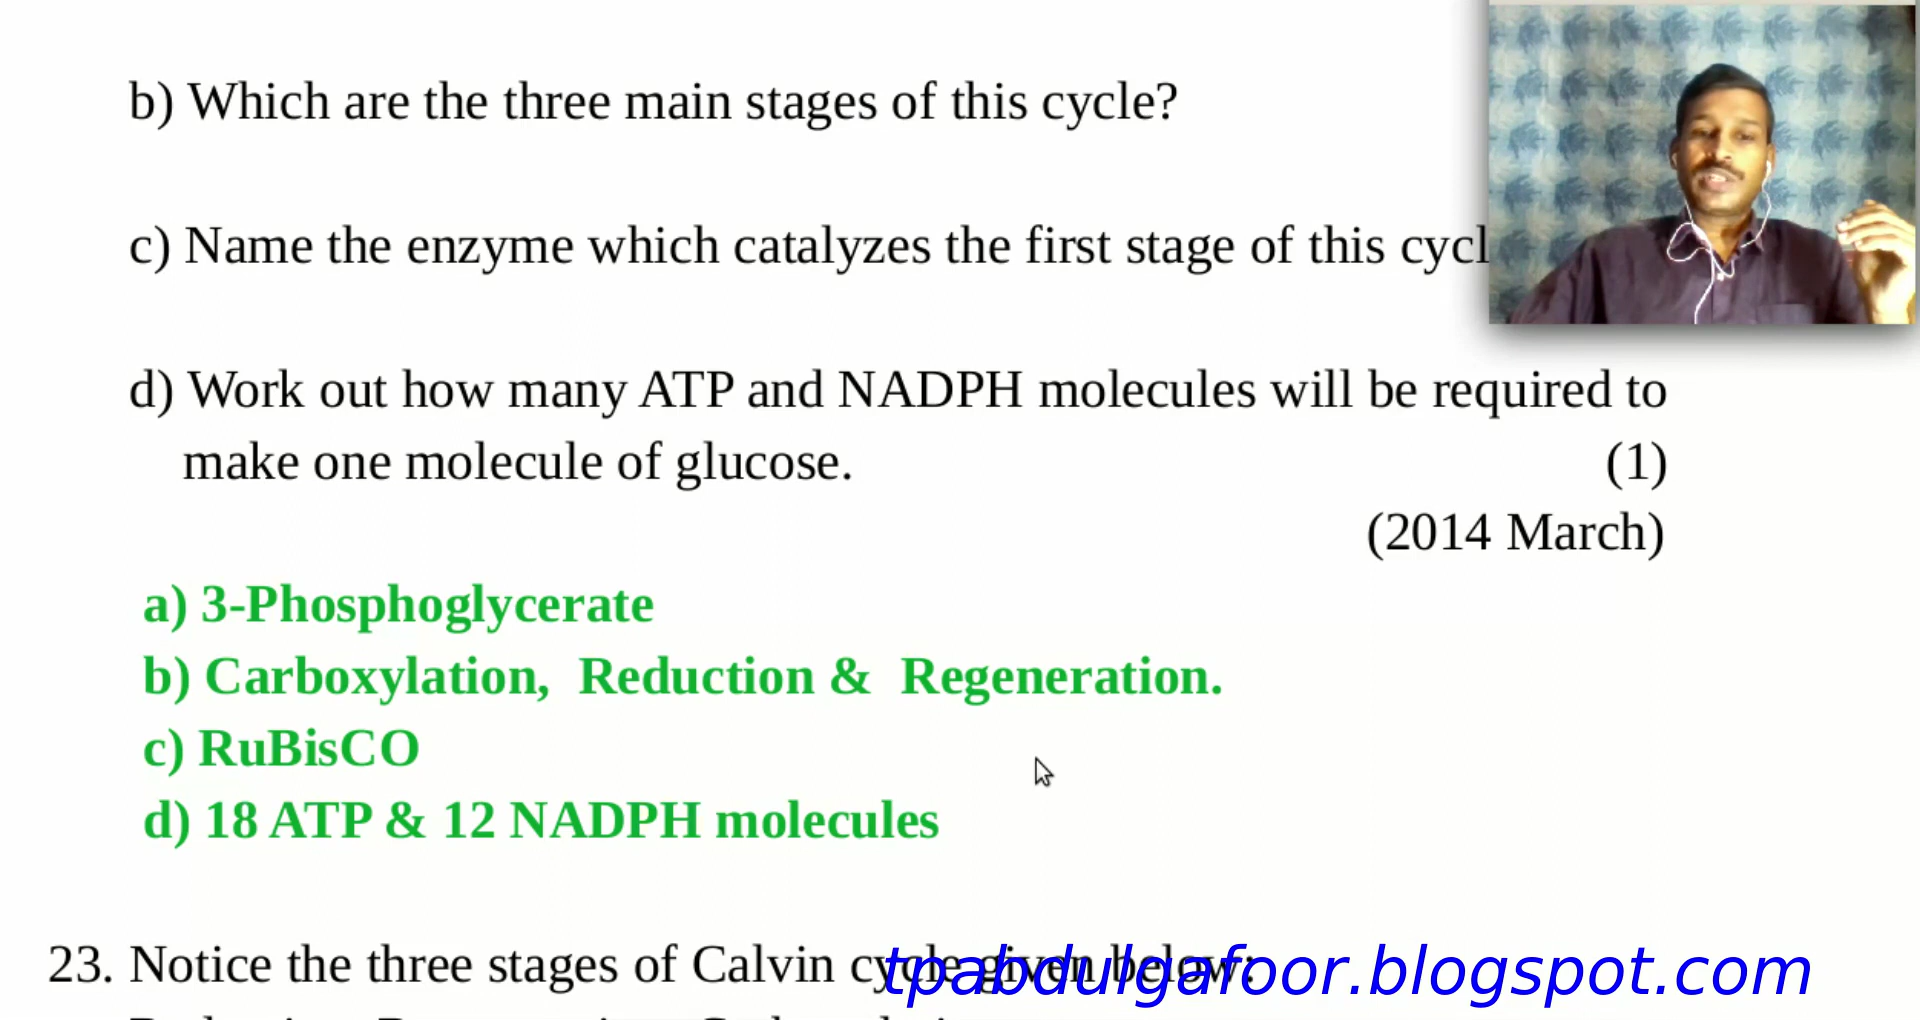 b) Which are the three main stages of this cycle?
c) Name the enzyme which catalyzes the first stage of this cycl
d) Work out how many ATP and NADPH molecules will be required to
make one molecule of glucose. (1)
(2014 March)
a) 3-Phosphoglycerate
b) Carboxylation, Reduction & Regeneration.
c) RuBisCO
d) 18 ATP & 12 NADPH molecules
23. Notice the three stages of Calvin cycle given below:
tpabdulgafoor.blogspot.com